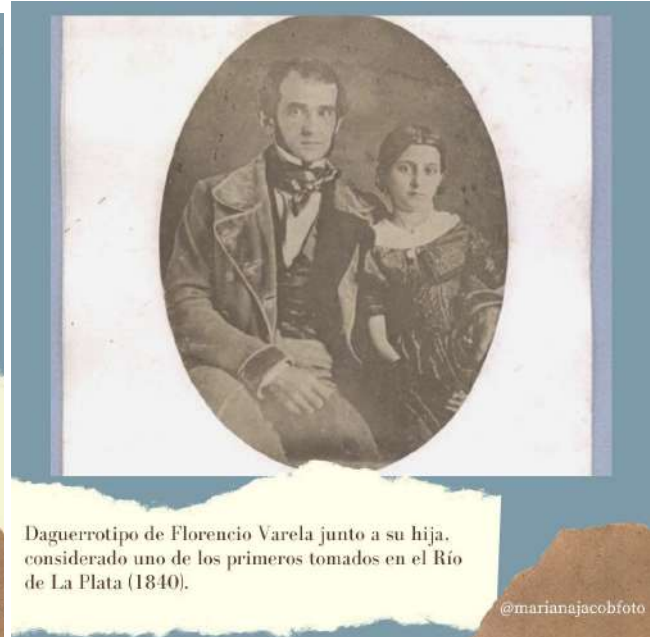 Daguerrotipo de Florencio Varela junto a su hija,
considerado uno de los primeros tomados en el Río
de La Plata (1840).
@marianajacobfoto